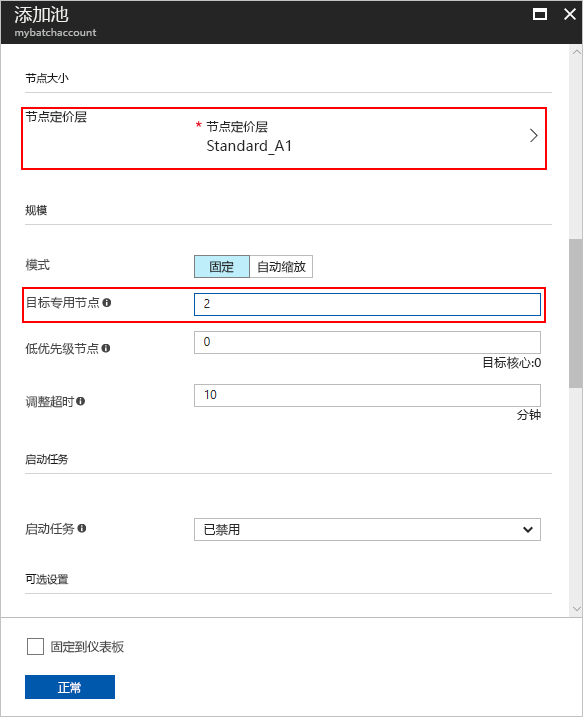 添加池
mybatchaccount
节点大小
节点定价层
* 节点定价层
Standard_A1
规模
模式
固定 自动缩放
目标专用节点 2
低优先级节点 0
目标核心:0
调整超时 10
分钟
启动任务
启动任务 已禁用
可选设置
固定到仪表板
正常